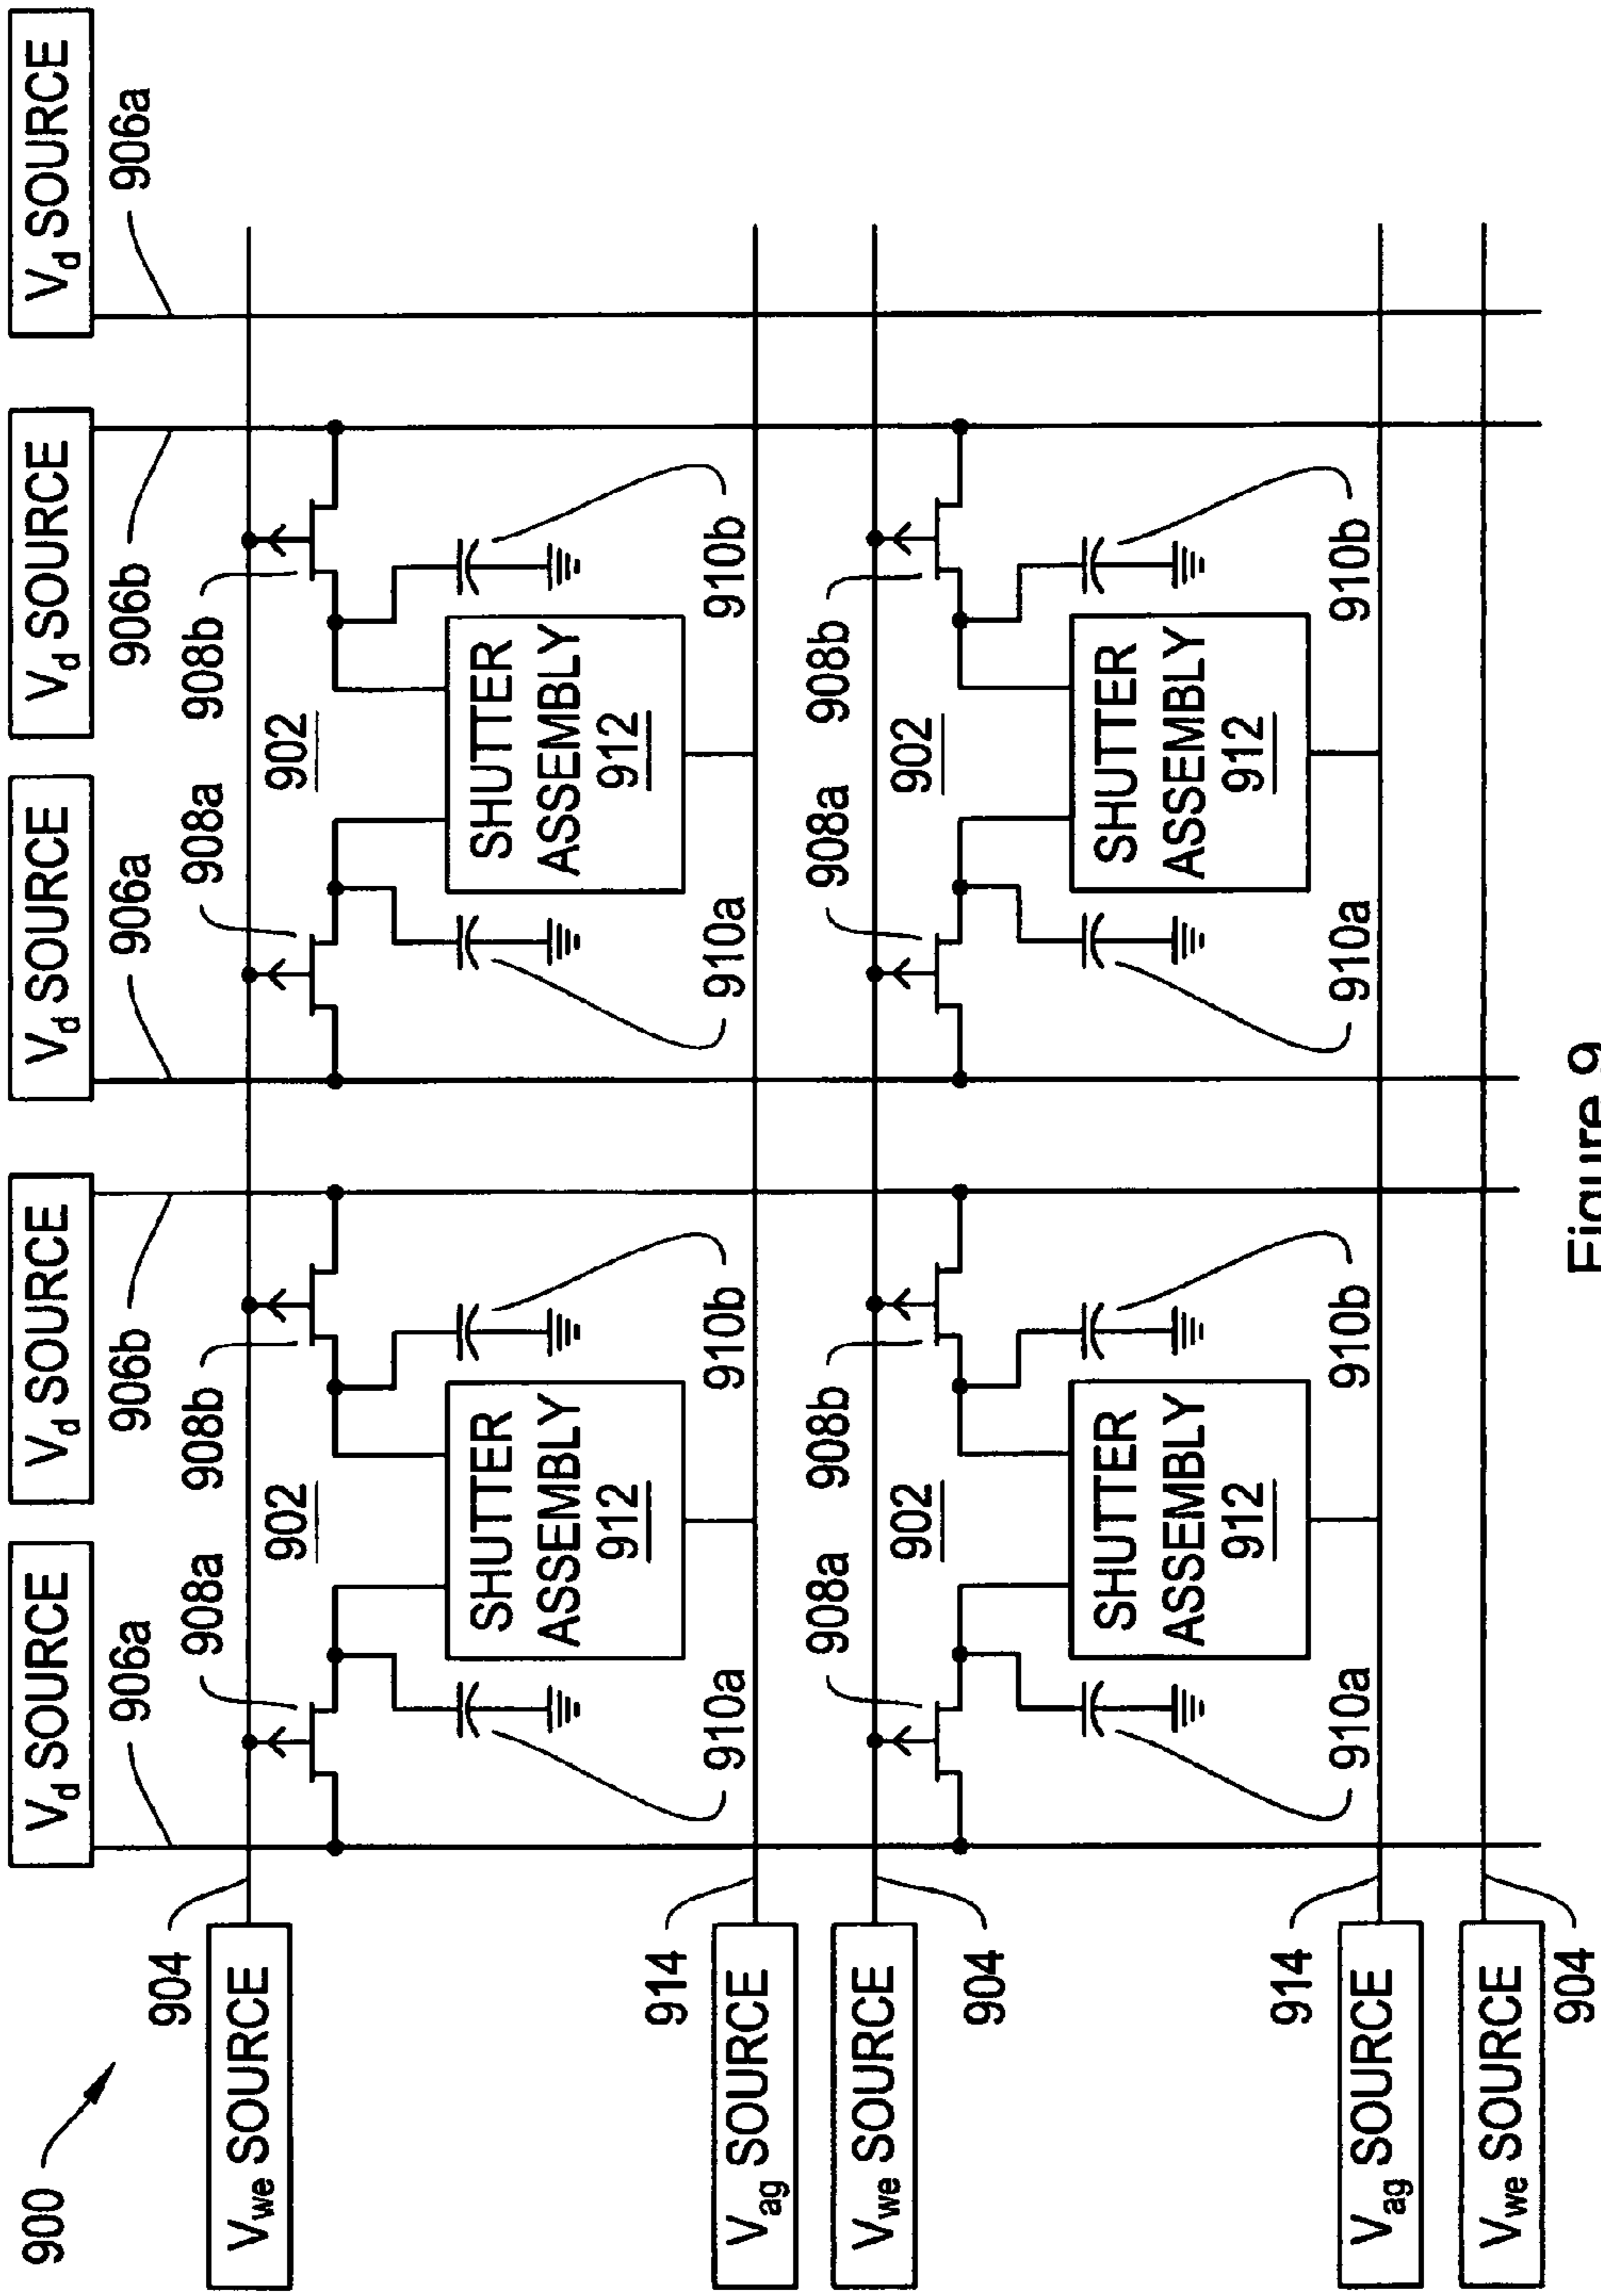 900
V_d SOURCE
V_d SOURCE
V_d SOURCE
V_d SOURCE
V_d SOURCE
906a
906b
906a
906b
906a
904
908a
908b
908a
908b
V_we SOURCE
902
902
SHUTTER
ASSEMBLY
912
SHUTTER
ASSEMBLY
912
914
910a
910b
910a
910b
V_ag SOURCE
908a
908b
908a
908b
V_we SOURCE
902
902
904
SHUTTER
ASSEMBLY
912
SHUTTER
ASSEMBLY
912
914
910a
910b
910a
910b
V_ag SOURCE
V_we SOURCE
904
Figure 9